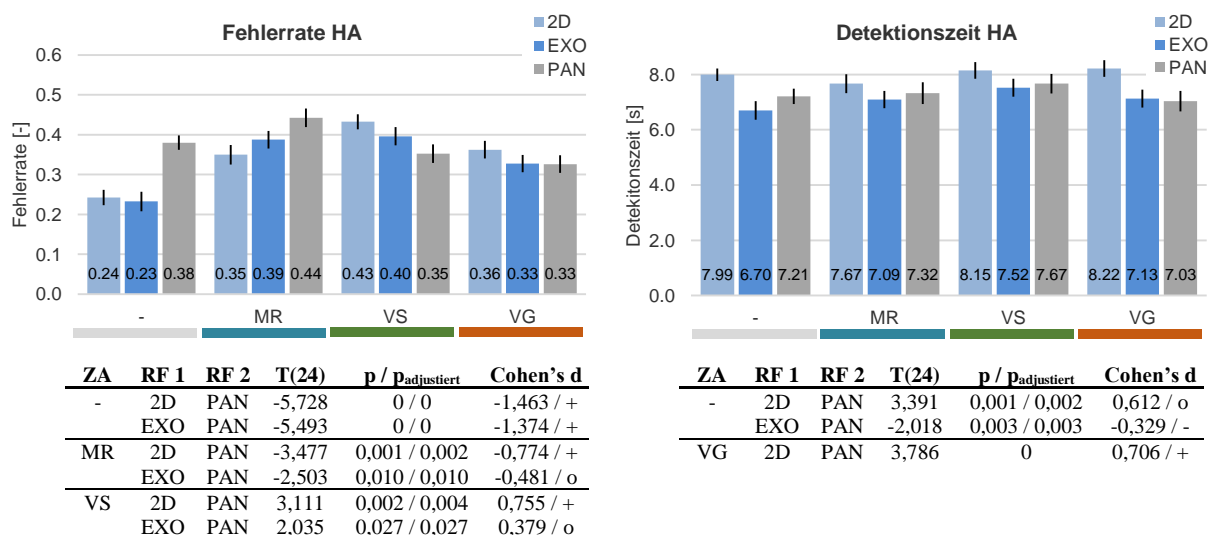 Fehlerrate HA
2D
EXO
PAN
Fehlerrate [-]
0.6
0.5
0.4
0.3
0.2
0.1
0.0
0.24 0.23 0.38 0.35 0.39 0.44 0.43 0.40 0.35 0.36 0.33 0.33
- MR VS VG
ZA RF 1 RF 2 T(24) p / padjustiert Cohen's d
- 2D PAN -5,728 0 / 0 -1,463 / +
EXO PAN -5,493 0 / 0 -1,374 / +
MR 2D PAN -3,477 0,001 / 0,002 -0,774 / +
EXO PAN -2,503 0,010 / 0,010 -0,481 / o
VS 2D PAN 3,111 0,002 / 0,004 0,755 / +
EXO PAN 2,035 0,027 / 0,027 0,379 / o
Detektionszeit HA
2D
EXO
PAN
Detekitonszeit [s]
8.0
6.0
4.0
2.0
0.0
7.99 6.70 7.21 7.67 7.09 7.32 8.15 7.52 7.67 8.22 7.13 7.03
- MR VS VG
ZA RF 1 RF 2 T(24) p / padjustiert Cohen's d
- 2D PAN 3,391 0,001 / 0,002 0,612 / o
EXO PAN -2,018 0,003 / 0,003 -0,329 / -
VG 2D PAN 3,786 0 0,706 / +